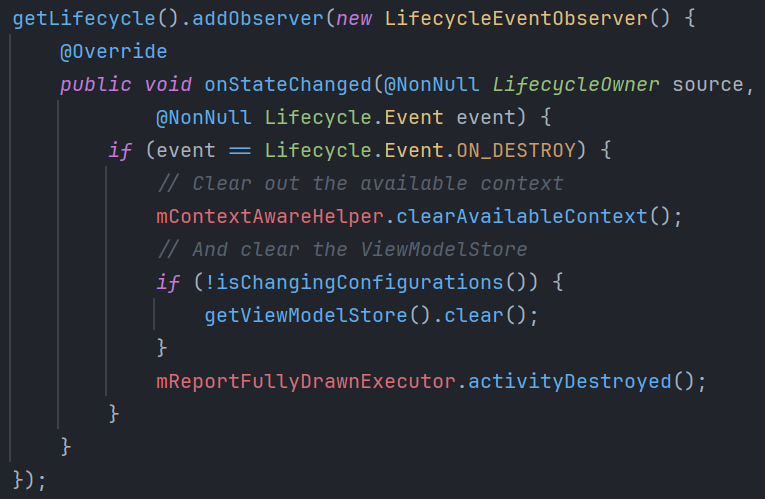 getLifecycle().addObserver(new LifecycleEventObserver() {
    @Override
    public void onStateChanged(@NonNull LifecycleOwner source,
            @NonNull Lifecycle.Event event) {
        if (event == Lifecycle.Event.ON_DESTROY) {
            // Clear out the available context
            mContextAwareHelper.clearAvailableContext();
            // And clear the ViewModelStore
            if (!isChangingConfigurations()) {
                getViewModelStore().clear();
            }
            mReportFullyDrawnExecutor.activityDestroyed();
        }
    }
});